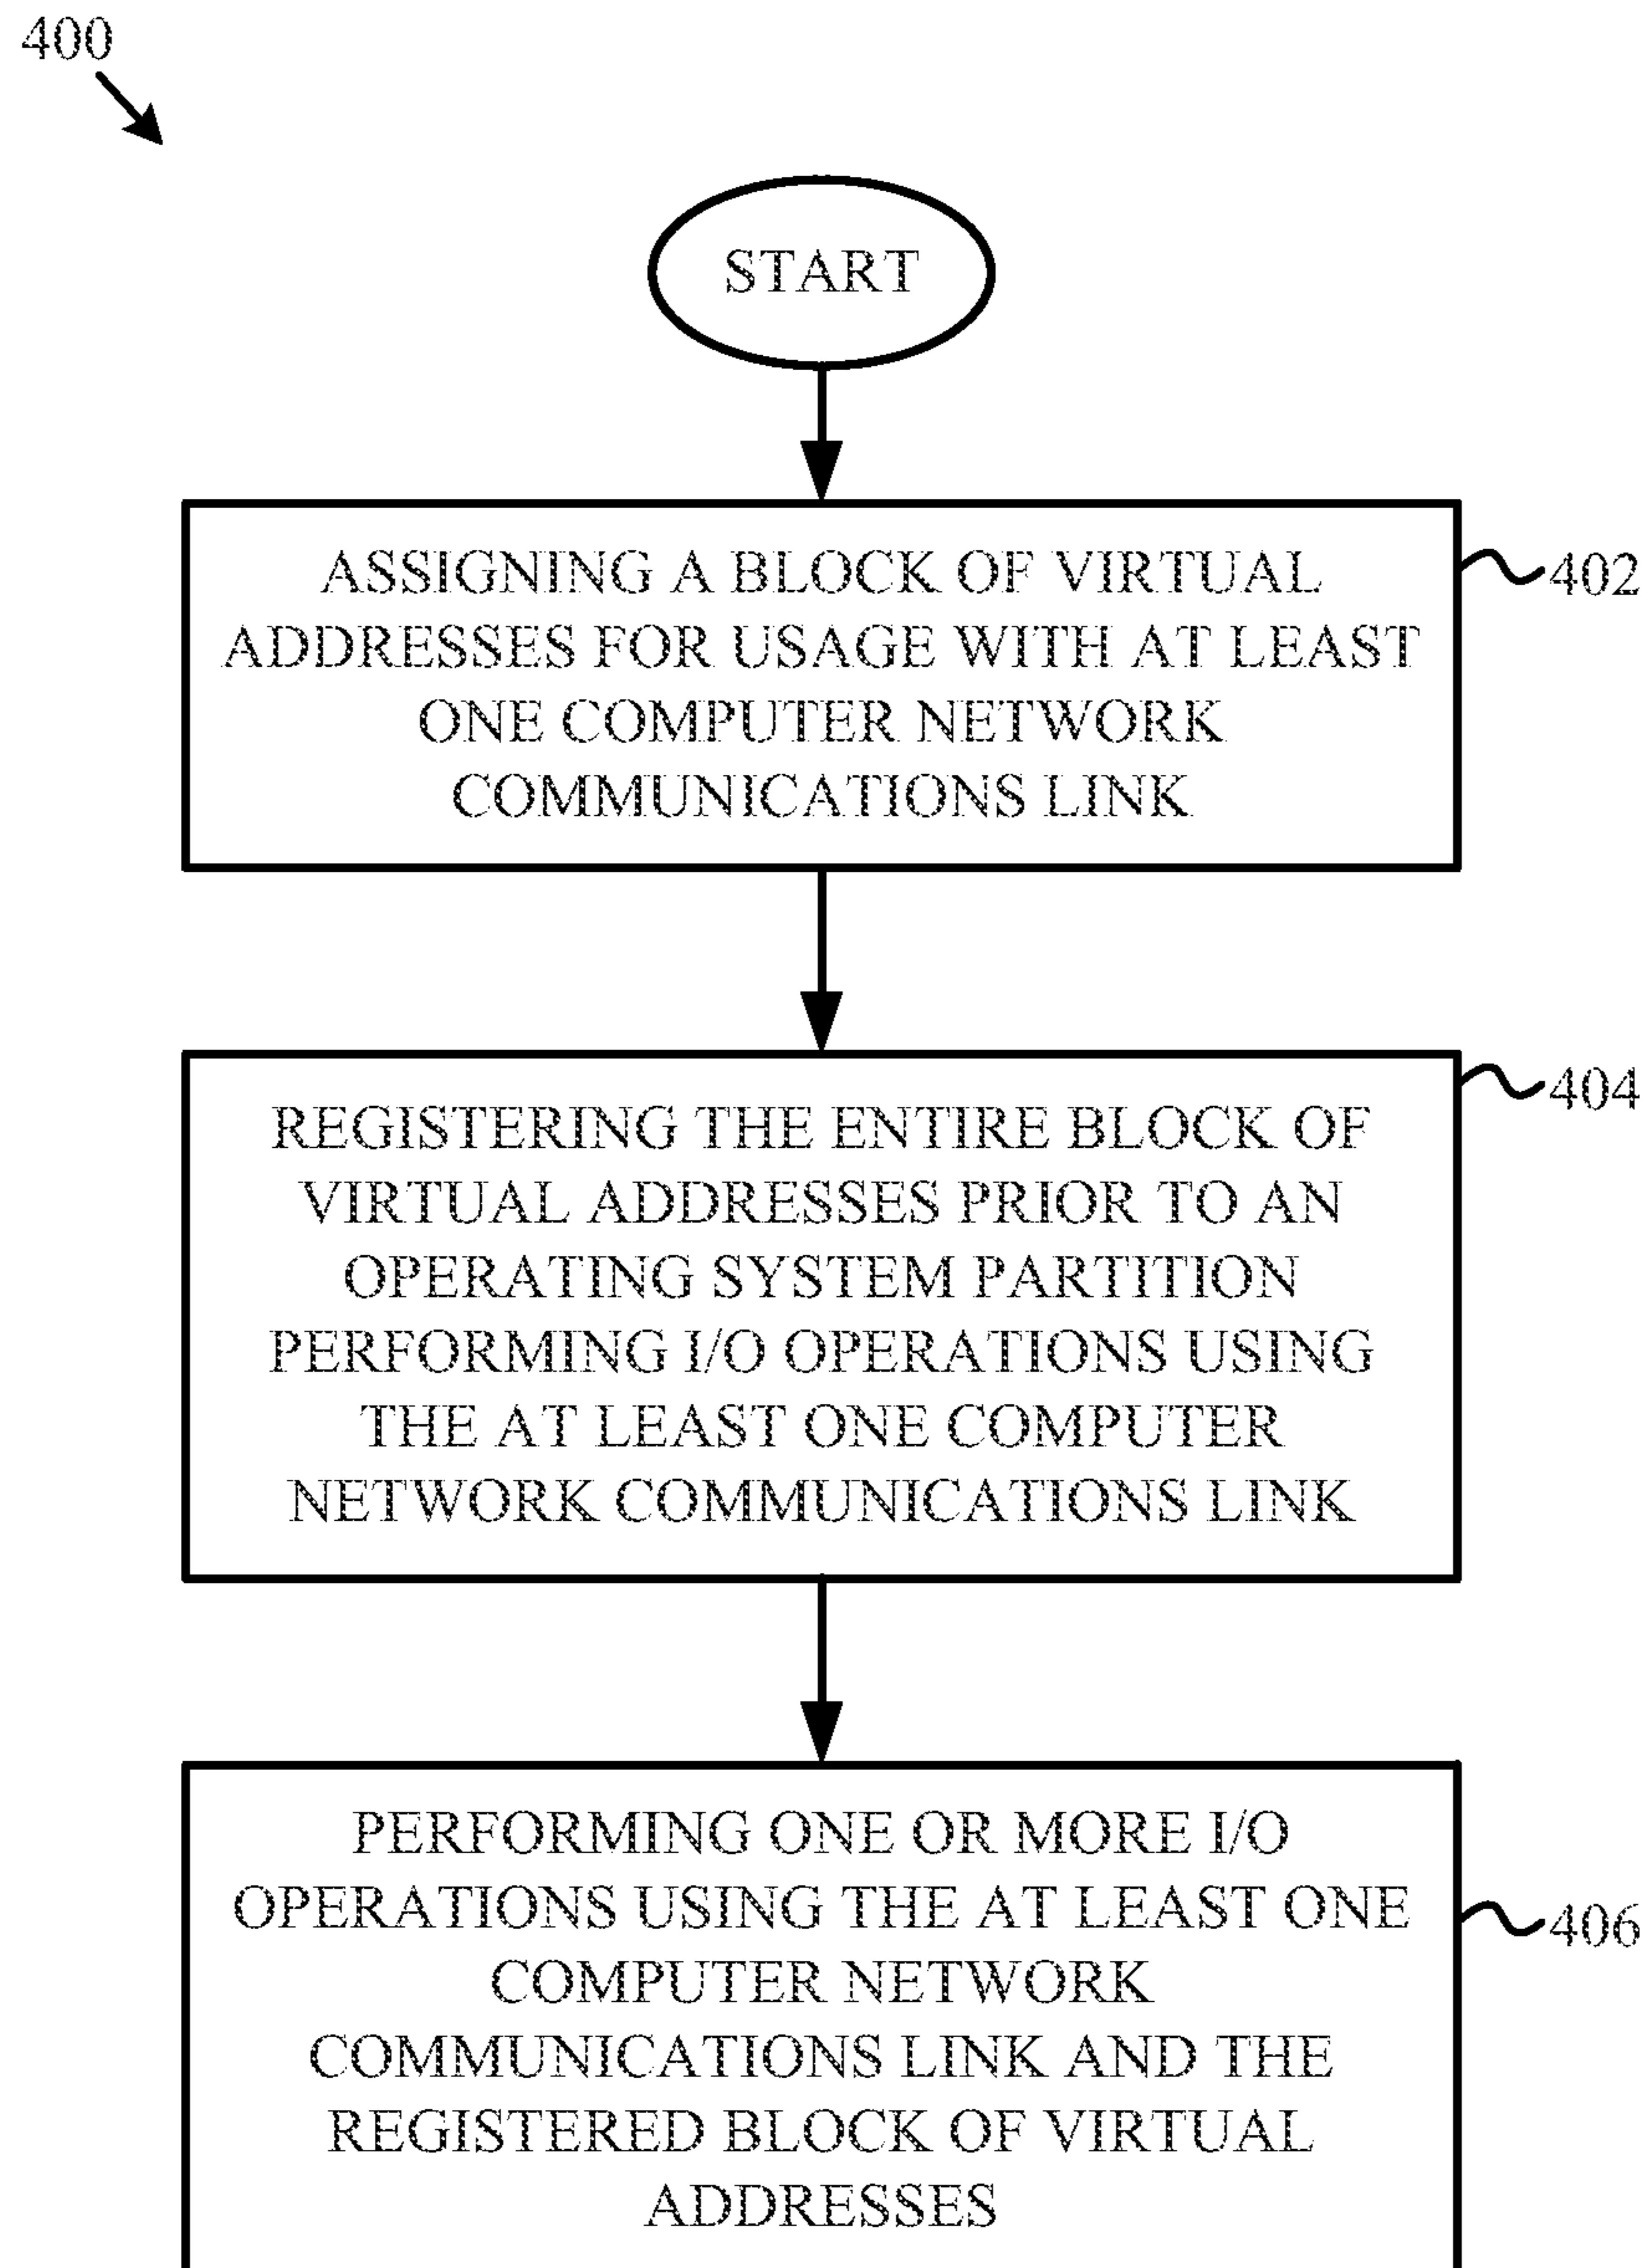 400
START
ASSIGNING A BLOCK OF VIRTUAL
ADDRESSES FOR USAGE WITH AT LEAST
ONE COMPUTER NETWORK
COMMUNICATIONS LINK
402
REGISTERING THE ENTIRE BLOCK OF
VIRTUAL ADDRESSES PRIOR TO AN
OPERATING SYSTEM PARTITION
PERFORMING I/O OPERATIONS USING
THE AT LEAST ONE COMPUTER
NETWORK COMMUNICATIONS LINK
404
PERFORMING ONE OR MORE I/O
OPERATIONS USING THE AT LEAST ONE
COMPUTER NETWORK
COMMUNICATIONS LINK AND THE
REGISTERED BLOCK OF VIRTUAL
ADDRESSES
406